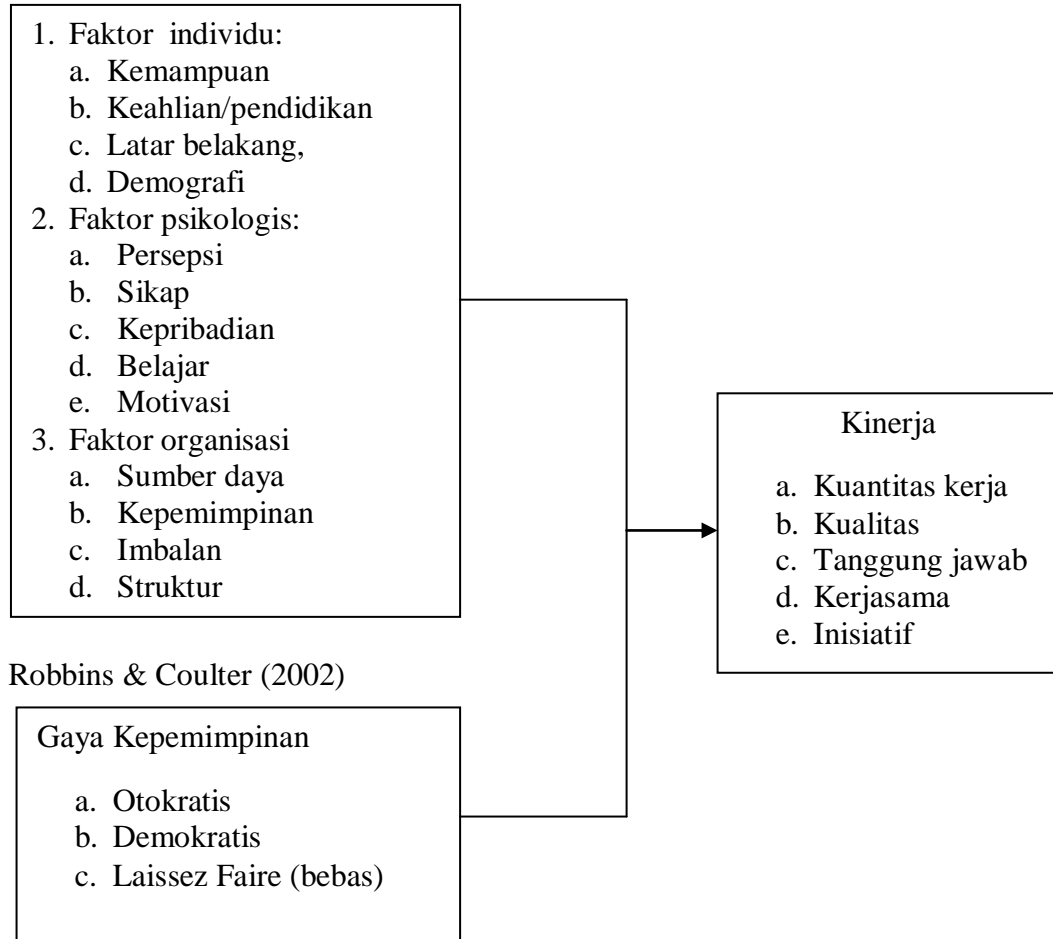 1. Faktor individu:
a. Kemampuan
b. Keahlian/pendidikan
c. Latar belakang,
d. Demografi
2. Faktor psikologis:
a. Persepsi
b. Sikap
c. Kepribadian
d. Belajar
e. Motivasi
3. Faktor organisasi
a. Sumber daya
b. Kepemimpinan
c. Imbalan
d. Struktur
Kinerja
a. Kuantitas kerja
b. Kualitas
c. Tanggung jawab
d. Kerjasama
e. Inisiatif
Robbins & Coulter (2002)
Gaya Kepemimpinan
a. Otokratis
b. Demokratis
c. Laissez Faire (bebas)